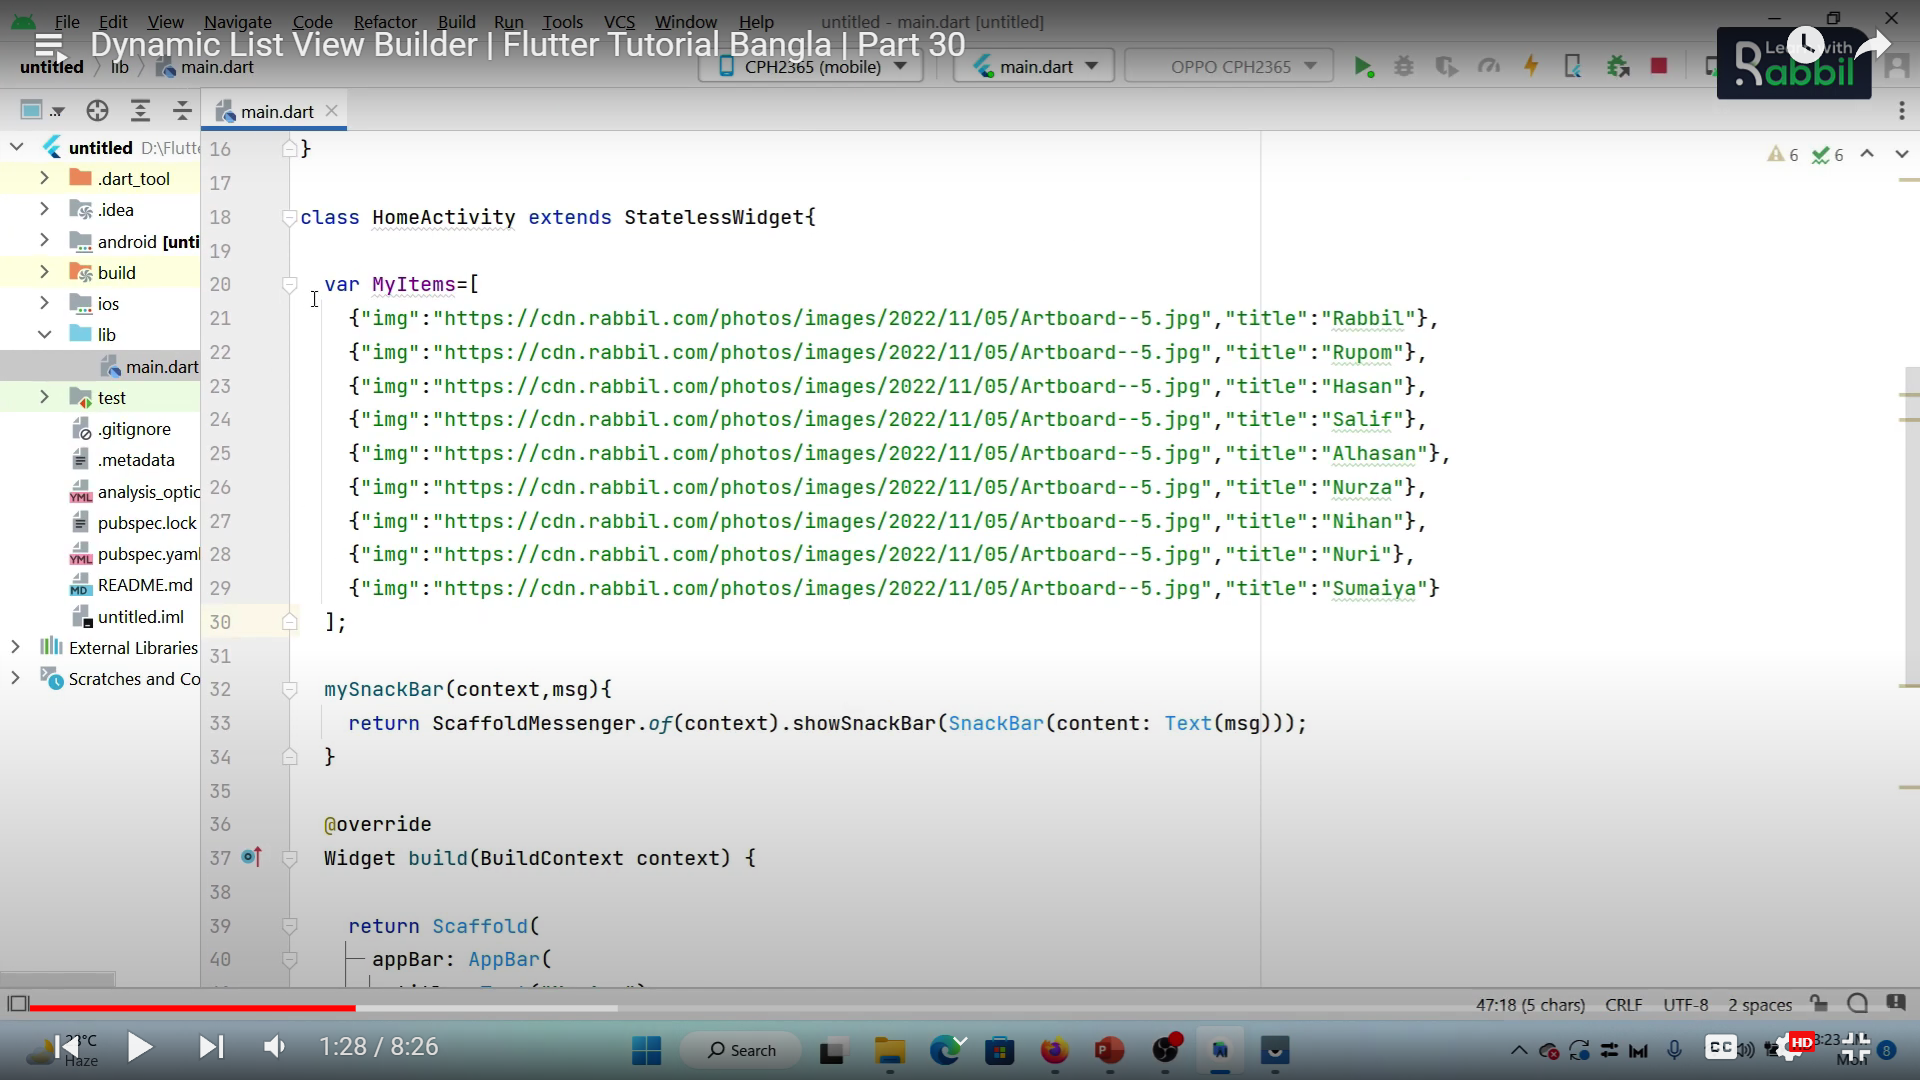 File Edit View Navigate Code Refactor Build Run Tools VCS Window Help untitled - main.dart [untitled]
Dynamic List View Builder | Flutter Tutorial Bangla | Part 30
untitled lib main.dart CPH2365 (mobile) main.dart OPPO CPH2365
Learn with
Rabbil
main.dart
untitled D:\Flutte
.dart_tool
.idea
android [unti
build
ios
lib
main.dart
test
.gitignore
.metadata
analysis_optic
pubspec.lock
pubspec.yaml
README.md
untitled.iml
External Libraries
Scratches and Co
6 6
16 }
17
18 class HomeActivity extends StatelessWidget{
19
20 var MyItems=[
21 {"img":"https://cdn.rabbil.com/photos/images/2022/11/05/Artboard--5.jpg","title":"Rabbil"},
22 {"img":"https://cdn.rabbil.com/photos/images/2022/11/05/Artboard--5.jpg","title":"Rupom"},
23 {"img":"https://cdn.rabbil.com/photos/images/2022/11/05/Artboard--5.jpg","title":"Hasan"},
24 {"img":"https://cdn.rabbil.com/photos/images/2022/11/05/Artboard--5.jpg","title":"Salif"},
25 {"img":"https://cdn.rabbil.com/photos/images/2022/11/05/Artboard--5.jpg","title":"Alhasan"},
26 {"img":"https://cdn.rabbil.com/photos/images/2022/11/05/Artboard--5.jpg","title":"Nurza"},
27 {"img":"https://cdn.rabbil.com/photos/images/2022/11/05/Artboard--5.jpg","title":"Nihan"},
28 {"img":"https://cdn.rabbil.com/photos/images/2022/11/05/Artboard--5.jpg","title":"Nuri"},
29 {"img":"https://cdn.rabbil.com/photos/images/2022/11/05/Artboard--5.jpg","title":"Sumaiya"}
30 ];
31
32 mySnackBar(context,msg){
33 return ScaffoldMessenger.of(context).showSnackBar(SnackBar(content: Text(msg)));
34 }
35
36 @override
37 Widget build(BuildContext context) {
38
39 return Scaffold(
40 appBar: AppBar(
47:18 (5 chars) CRLF UTF-8 2 spaces
Haze
1:28 / 8:26
Search
CC HD
8